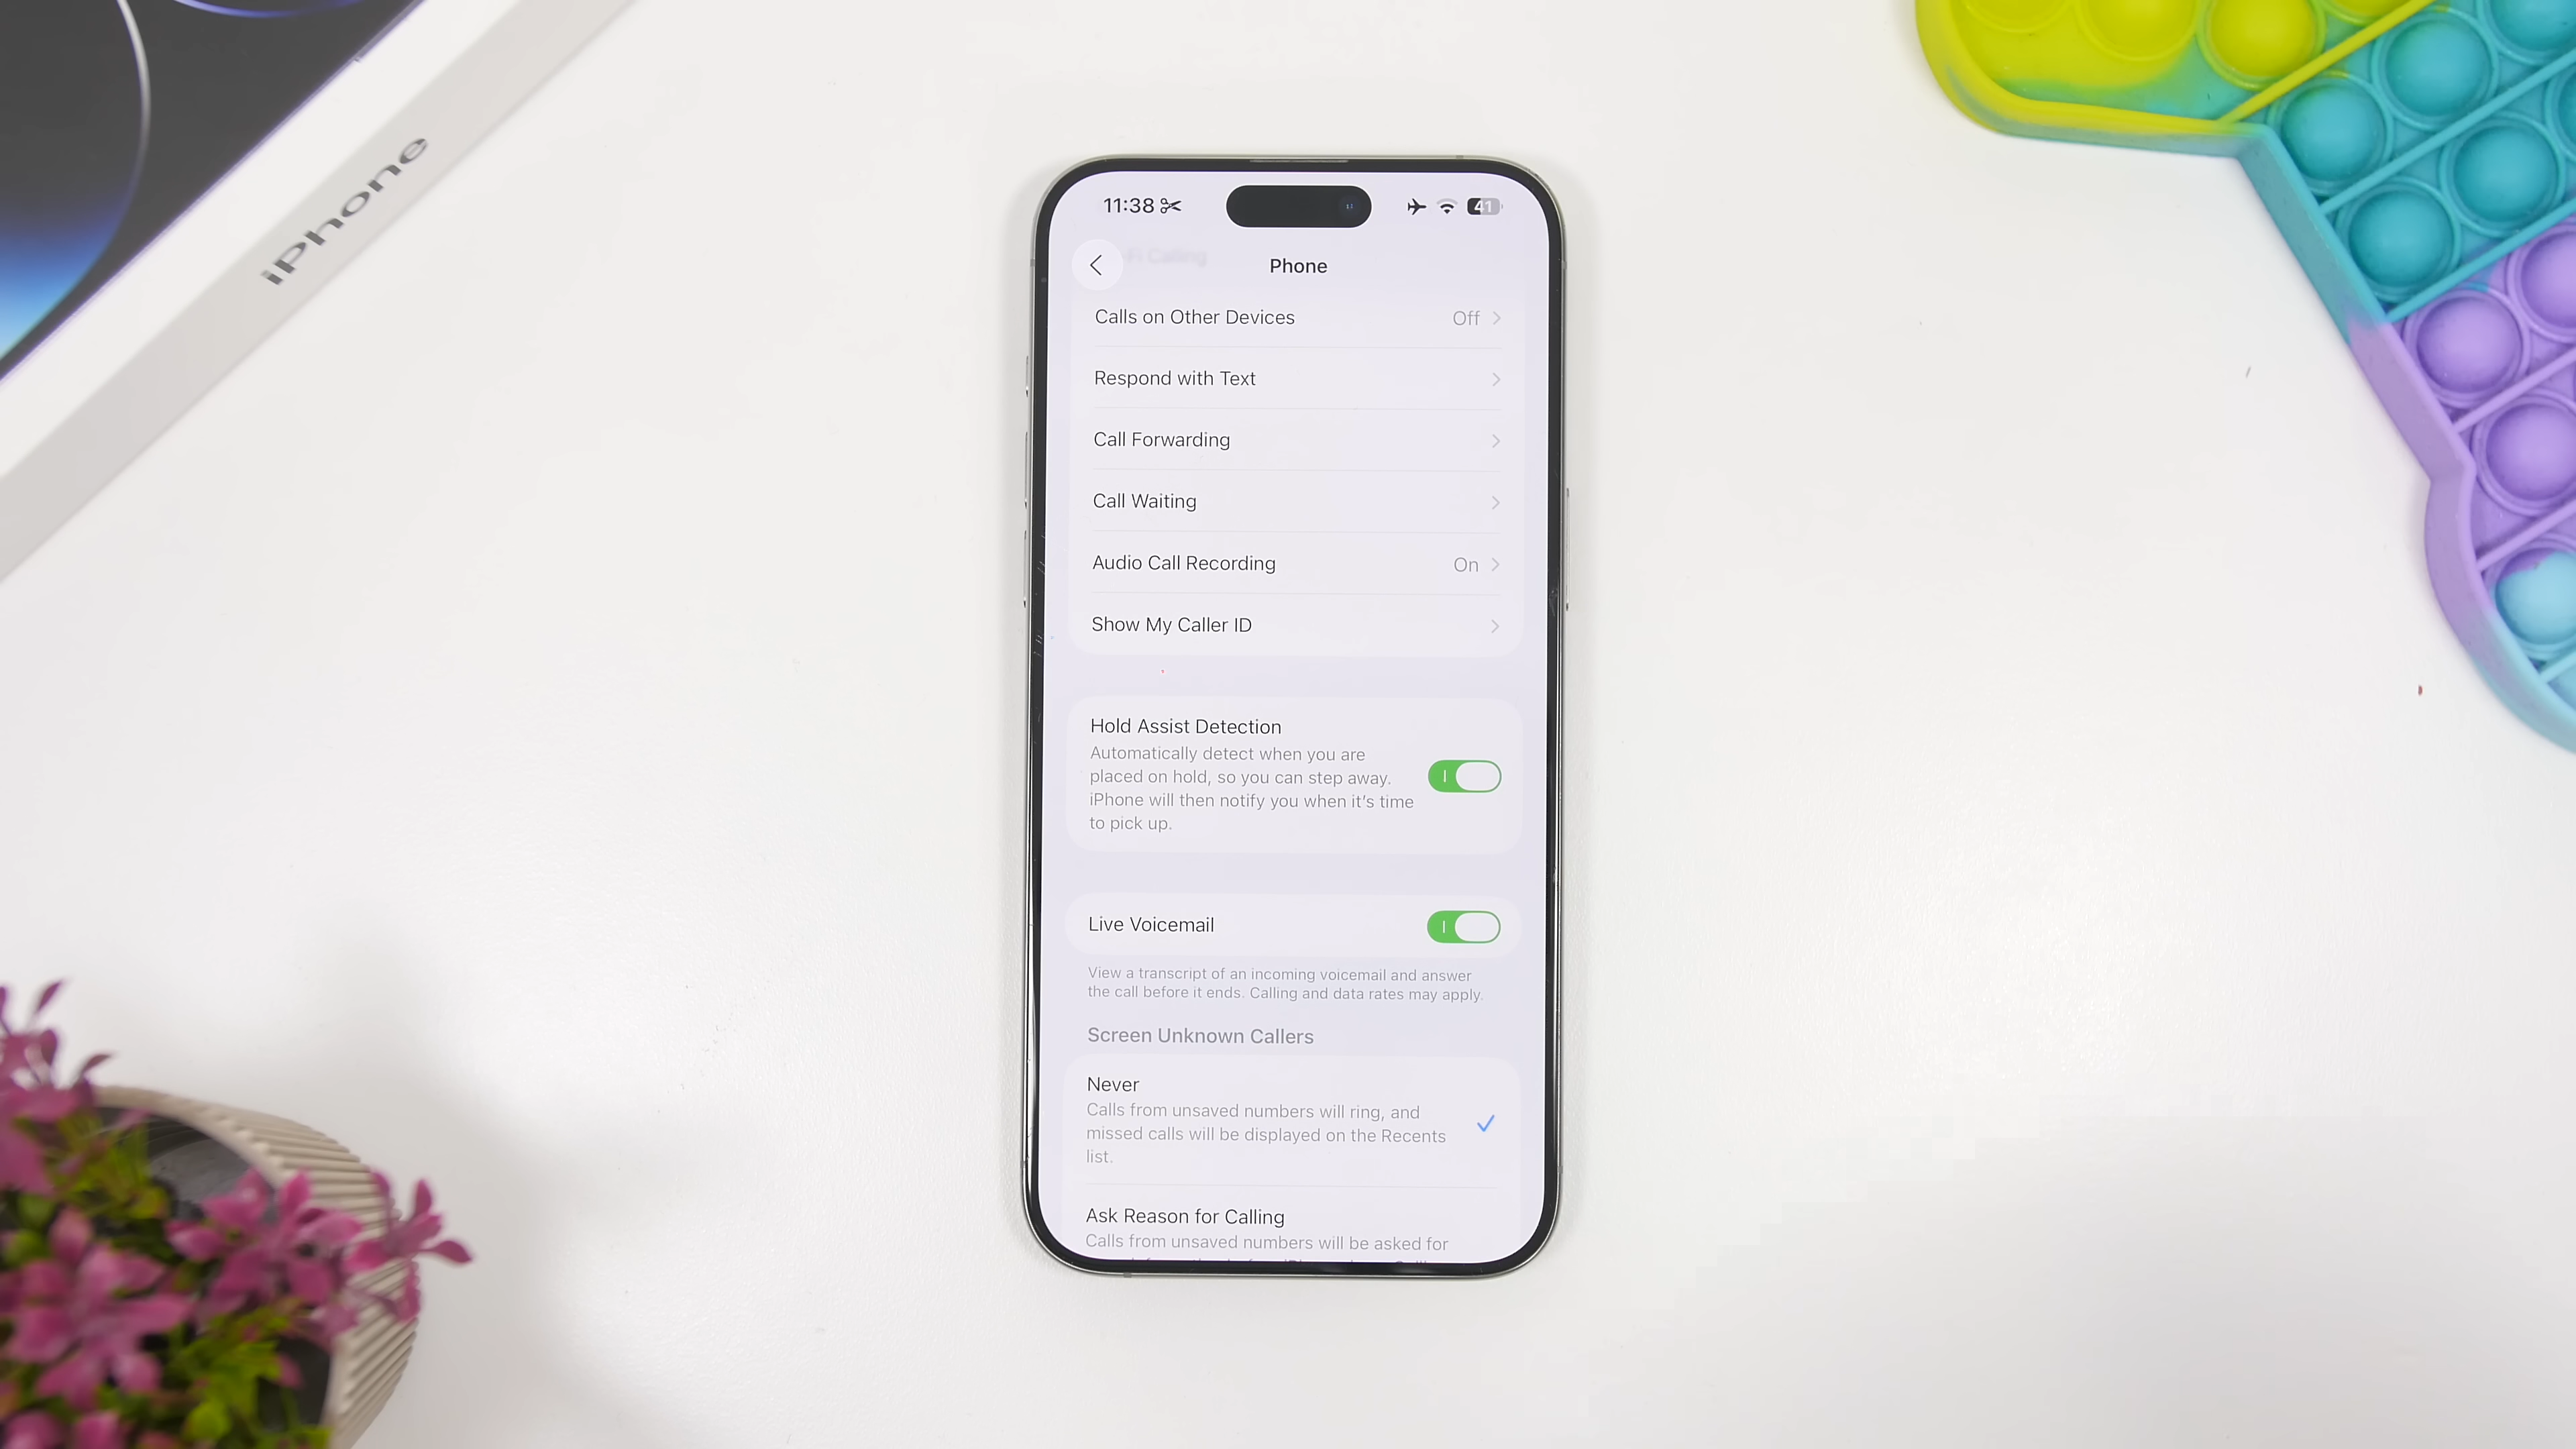 iPhone
11:38
41
Fi Calling
Phone
Calls on Other Devices Off
Respond with Text
Call Forwarding
Call Waiting
Audio Call Recording On
Show My Caller ID
Hold Assist Detection
Automatically detect when you are
placed on hold, so you can step away.
iPhone will then notify you when it's time
to pick up.
Live Voicemail
View a transcript of an incoming voicemail and answer
the call before it ends. Calling and data rates may apply.
Screen Unknown Callers
Never
Calls from unsaved numbers will ring, and
missed calls will be displayed on the Recents
list.
Ask Reason for Calling
Calls from unsaved numbers will be asked for